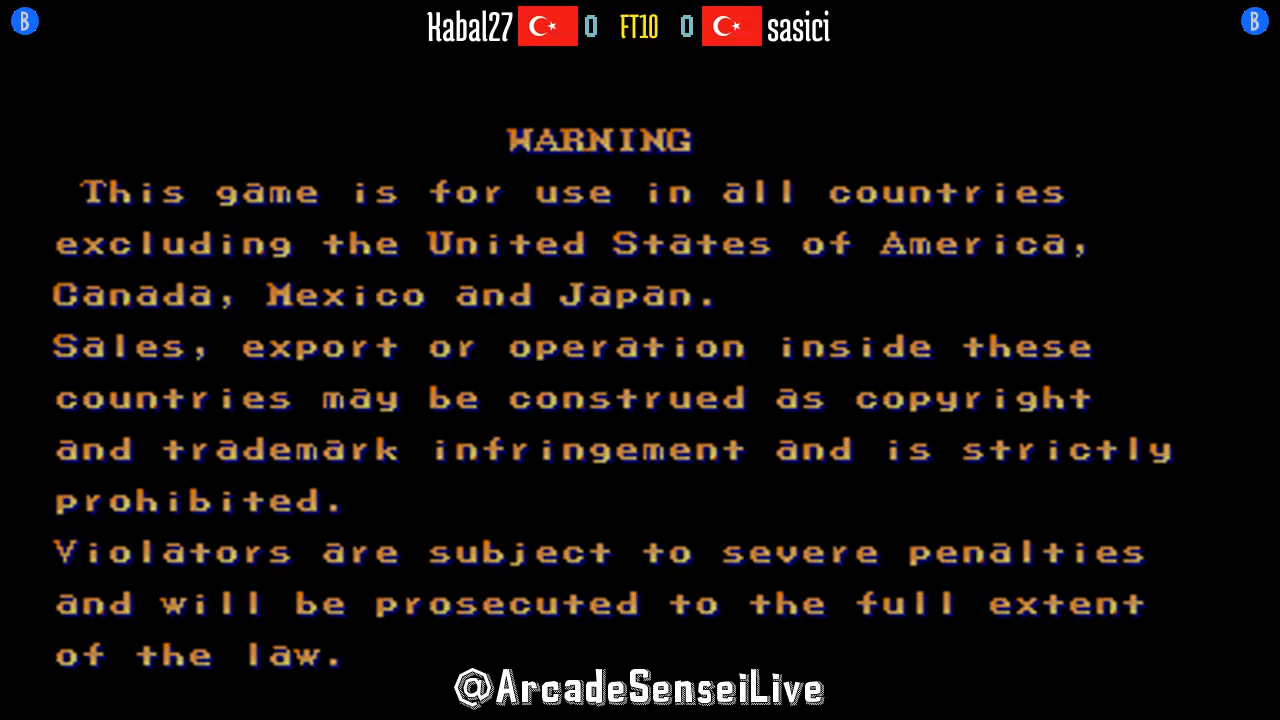 B Kabal27 0 FT10 0 sasici B
WARNING
This game is for use in all countries
excluding the United States of America,
Canada, Mexico and Japan.
Sales, export or operation inside these
countries may be construed as copyright
and trademark infringement and is strictly
prohibited.
Violators are subject to severe penalties
and will be prosecuted to the full extent
of the law.
@ArcadeSenseiLive